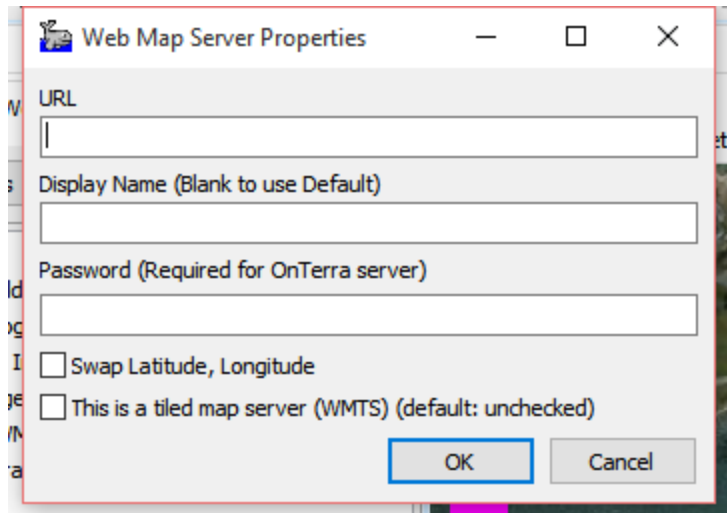 Web Map Server Properties
URL
Display Name (Blank to use Default)
Password (Required for OnTerra server)
Swap Latitude, Longitude
This is a tiled map server (WMTS) (default: unchecked)
OK Cancel